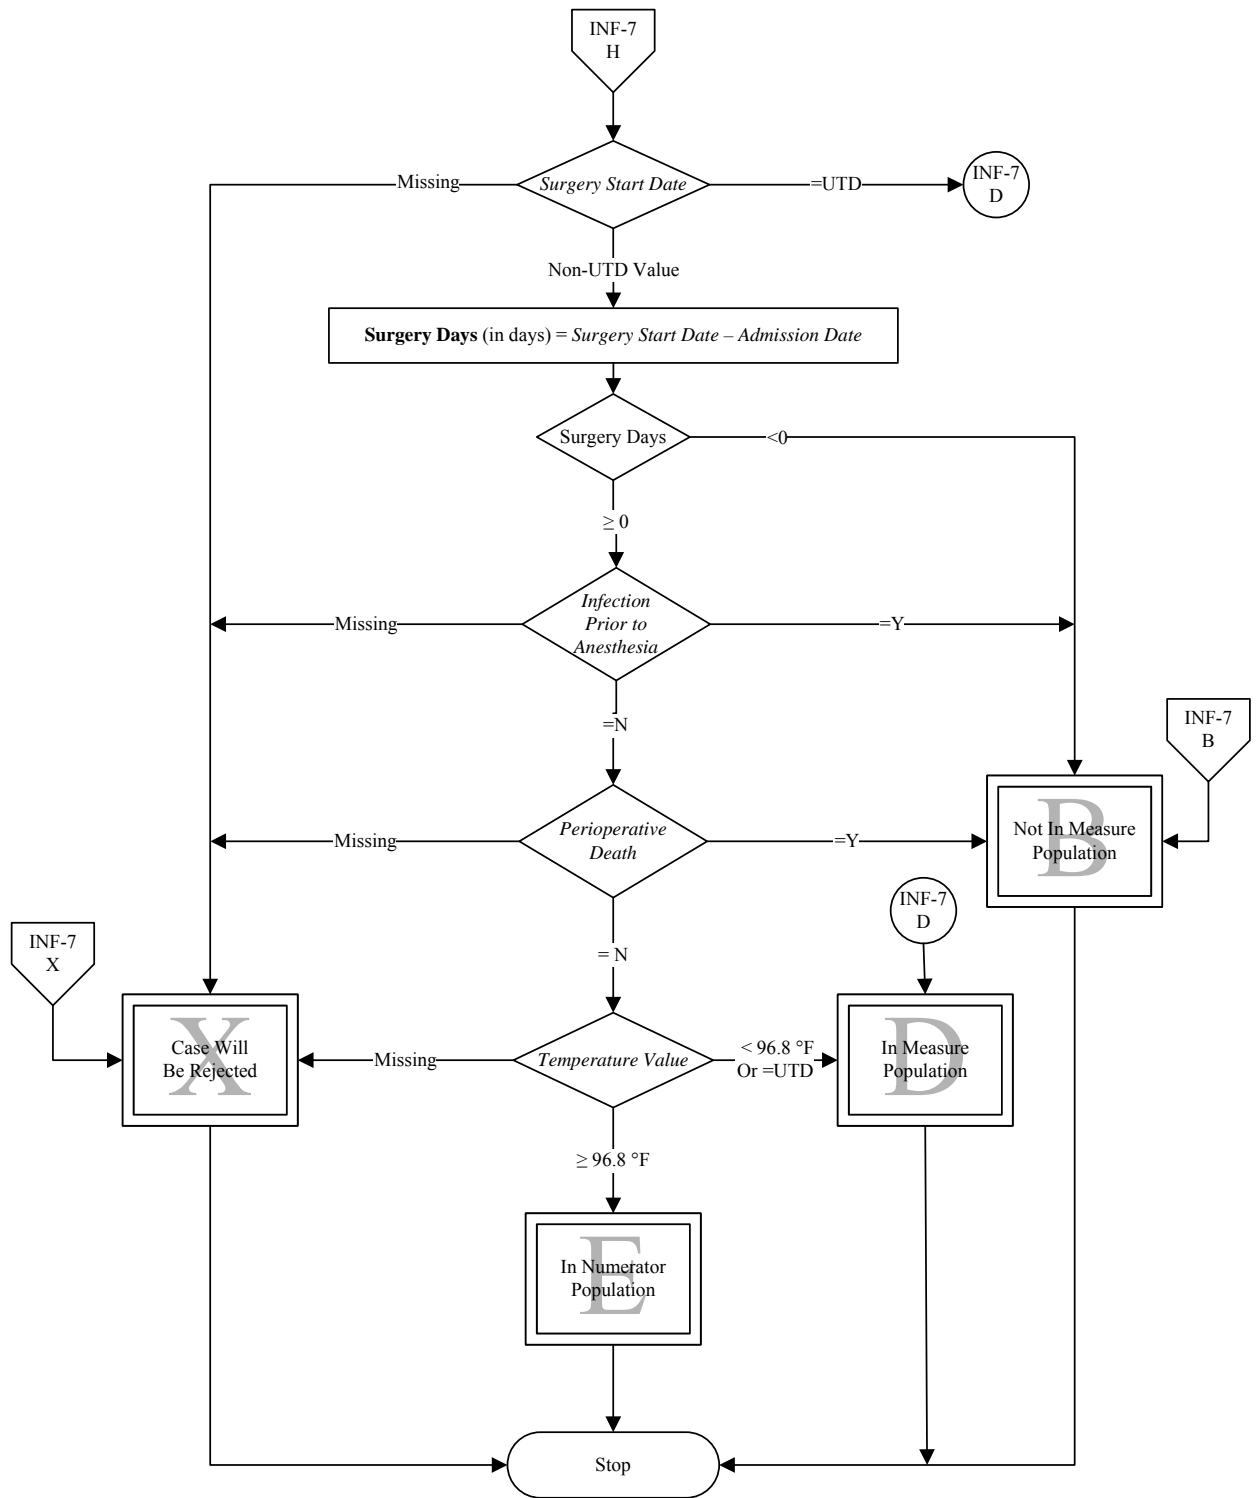 INF-7
H
Missing
Surgery Start Date
=UTD
INF-7
D
Non-UTD Value
Surgery Days (in days) = Surgery Start Date – Admission Date
Surgery Days
<0
≥ 0
Missing
Infection
Prior to
Anesthesia
=Y
=N
INF-7
B
Missing
Perioperative
Death
=Y
B
Not In Measure
Population
INF-7
D
INF-7
X
= N
X
Case Will
Be Rejected
Missing
Temperature Value
< 96.8 °F
Or =UTD
D
In Measure
Population
≥ 96.8 °F
E
In Numerator
Population
Stop